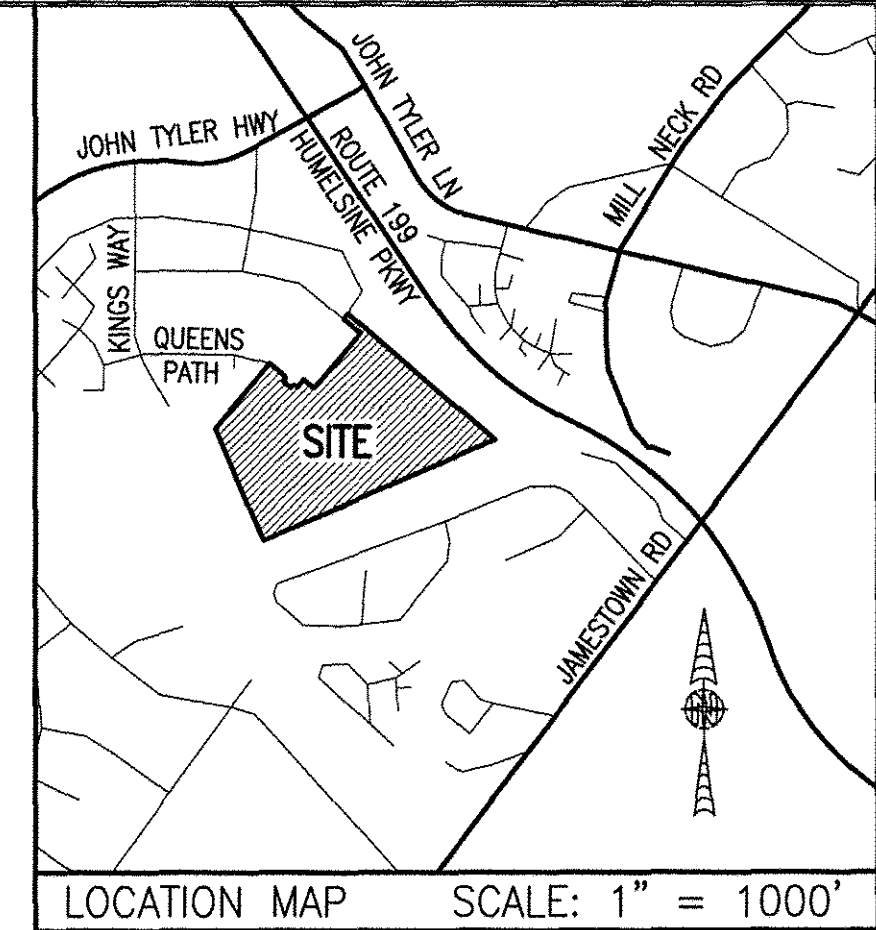 JOHN TYLER HWY
JOHN TYLER LN
ROUTE 199
HUMELSINE PKWY
MILL NECK RD
KINGS WAY
QUEENS
PATH
SITE
JAMESTOWN RD
LOCATION MAP SCALE: 1" = 1000'